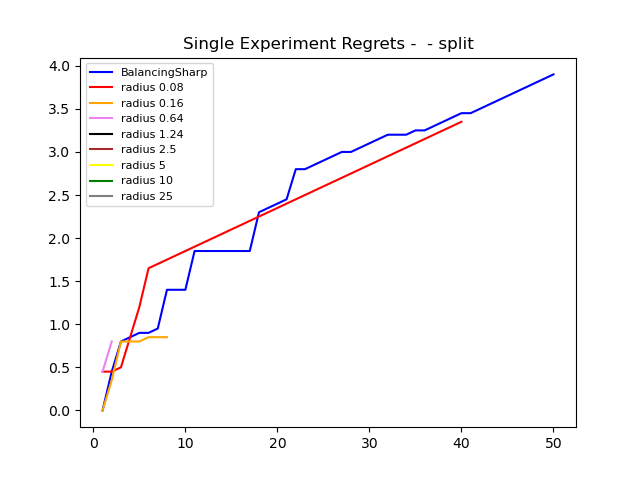 Single Experiment Regrets -  - split
4.0
3.5
3.0
2.5
2.0
1.5
1.0
0.5
0.0
BalancingSharp
radius 0.08
radius 0.16
radius 0.64
radius 1.24
radius 2.5
radius 5
radius 10
radius 25
0 10 20 30 40 50